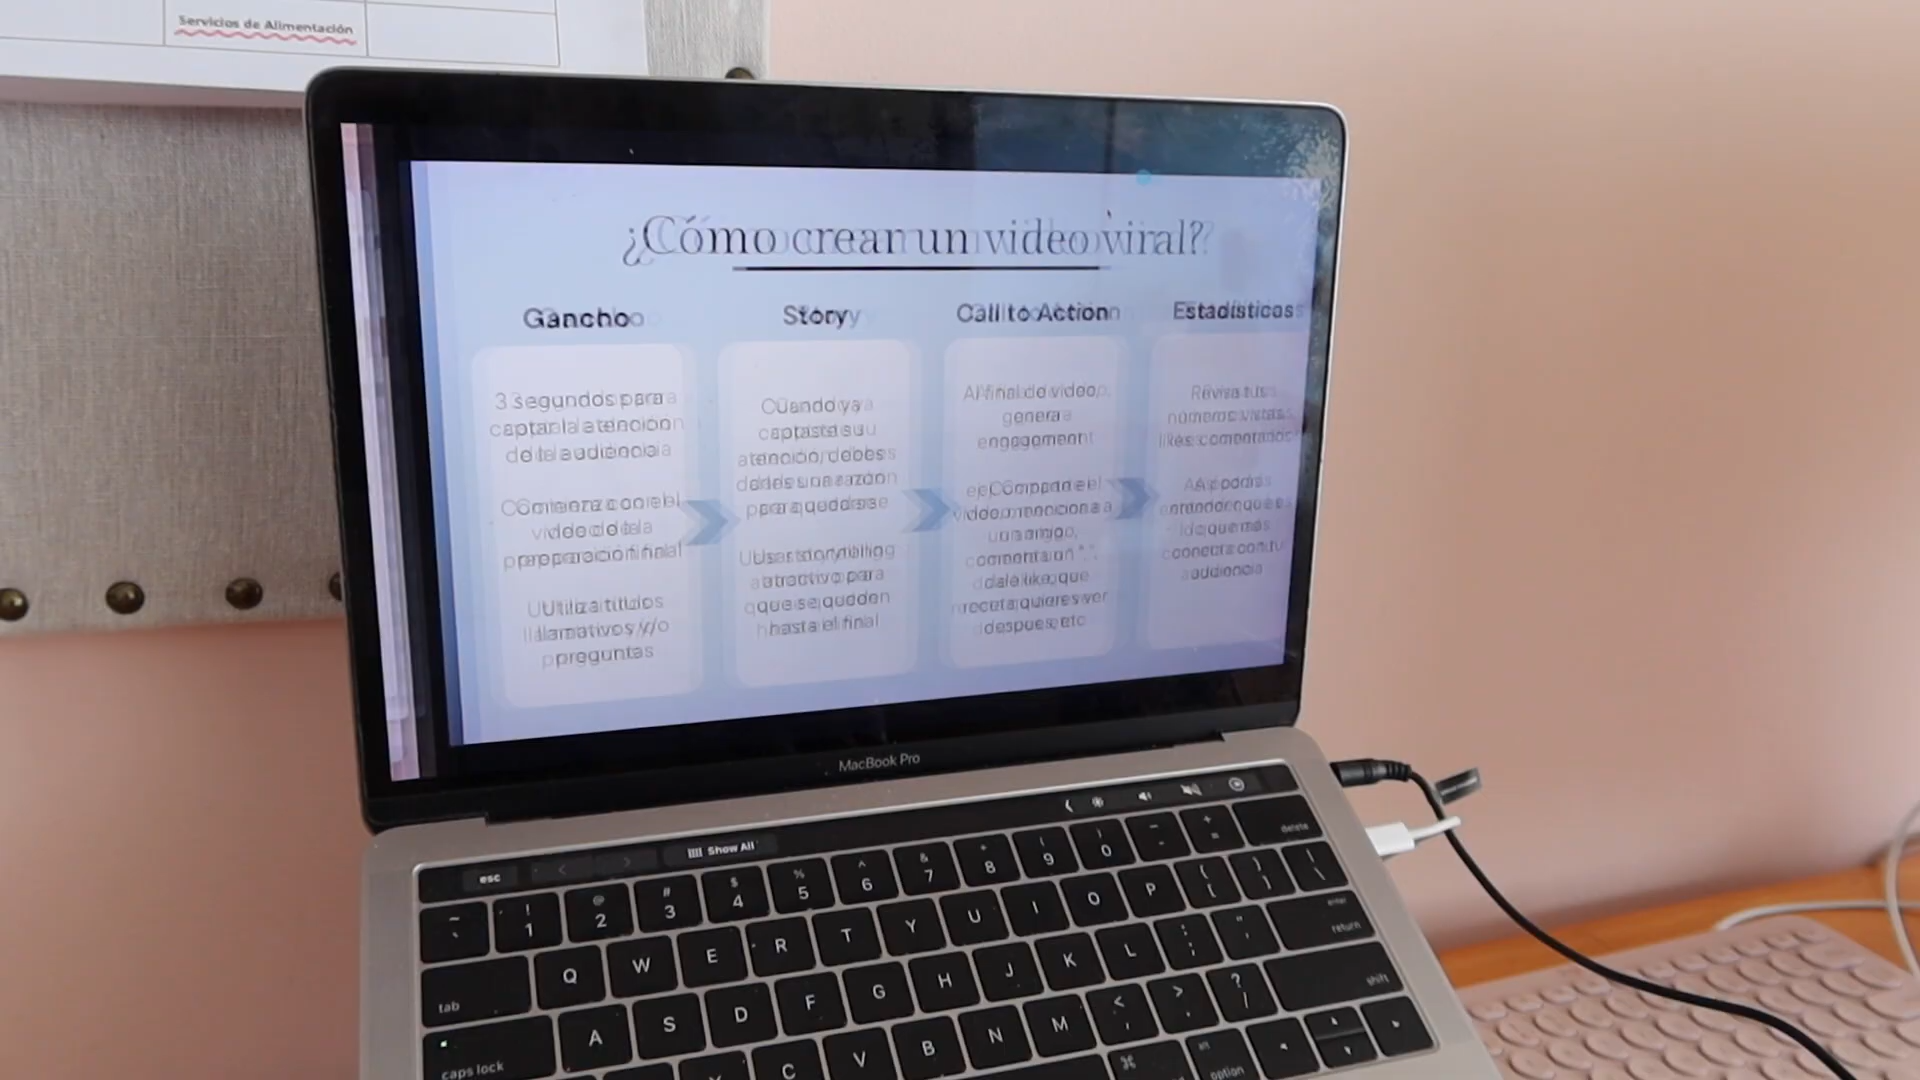 Servicios de Alimentación
¿Cómo crear un video viral?
Gancho
3 segundos para
captar la atención
de la audiencia
Comienza con el
video de la
preparación final
Utiliza títulos
llamativos y/o
preguntas
Story
Cuando ya
captaste su
atención, debes
darles una razón
para quedarse
Usar storytelling
atractivo para
que se queden
hasta el final
Call to Action
Al final de video,
genera
engagement
ej: Comparte el
video, menciona a
un amigo,
comenta un "."
dale like, que
receta quieres ver
después, etc
Estadísticas
Revisa tus
números: vistas,
likes, comentados
Así podrás
entender que es
lo que más
conecta con tu
audiencia
MacBook Pro
esc
Show All
~ ! @ # $ % ^ & * ( ) _ + delete
` 1 2 3 4 5 6 7 8 9 0 - =
tab Q W E R T Y U I O P { [ } ] | \
caps lock A S D F G H J K L : ; " ' enter return
C V B N M < , > . ? / shift
⌘ alt option